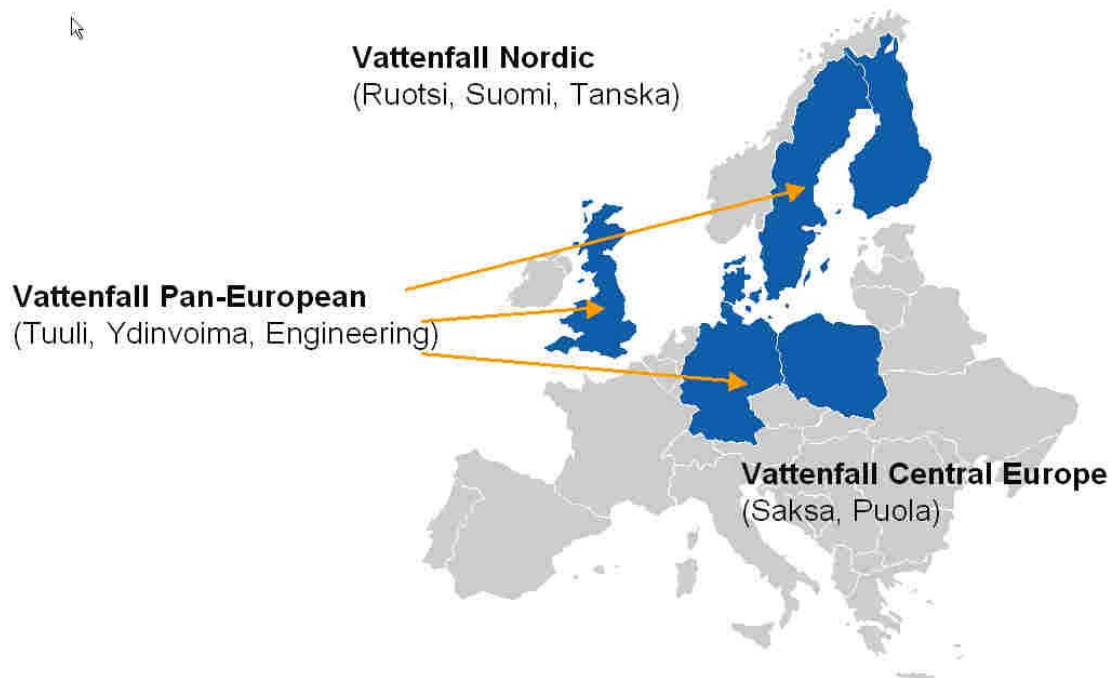 Vattenfall Nordic
(Ruotsi, Suomi, Tanska)
Vattenfall Pan-European
(Tuuli, Ydinvoima, Engineering)
Vattenfall Central Europe
(Saksa, Puola)